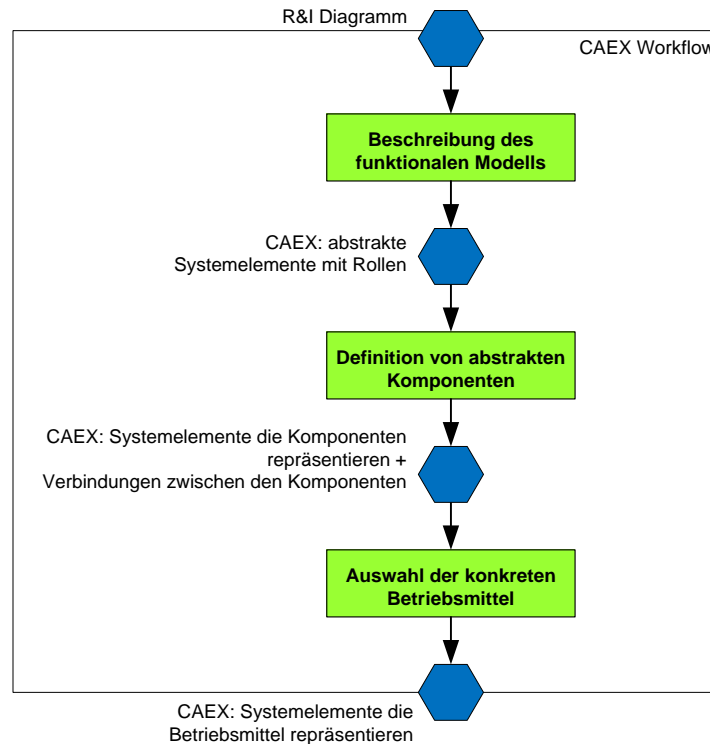 R&I Diagramm
CAEX Workflow
Beschreibung des
funktionalen Modells
CAEX: abstrakte
Systemelemente mit Rollen
Definition von abstrakten
Komponenten
CAEX: Systemelemente die Komponenten
repräsentieren +
Verbindungen zwischen den Komponenten
Auswahl der konkreten
Betriebsmittel
CAEX: Systemelemente die
Betriebsmittel repräsentieren